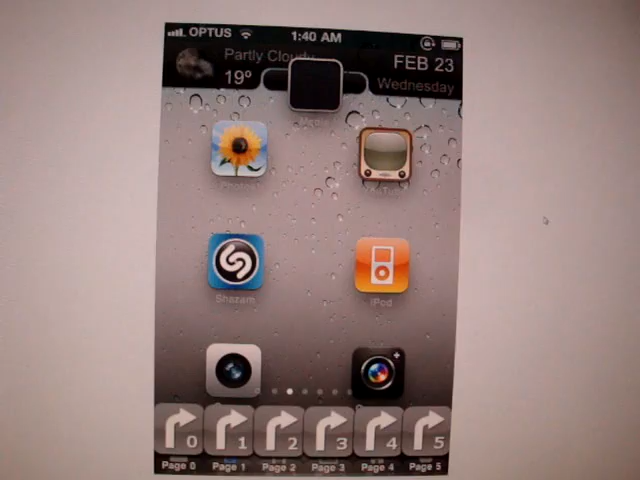 OPTUS 1:40 AM
Partly Cloudy
19º
FEB 23
Wednesday
Shazam
iPod
0 1 2 3 4 5
Page 0 Page 1 Page 2 Page 3 Page 4 Page 5